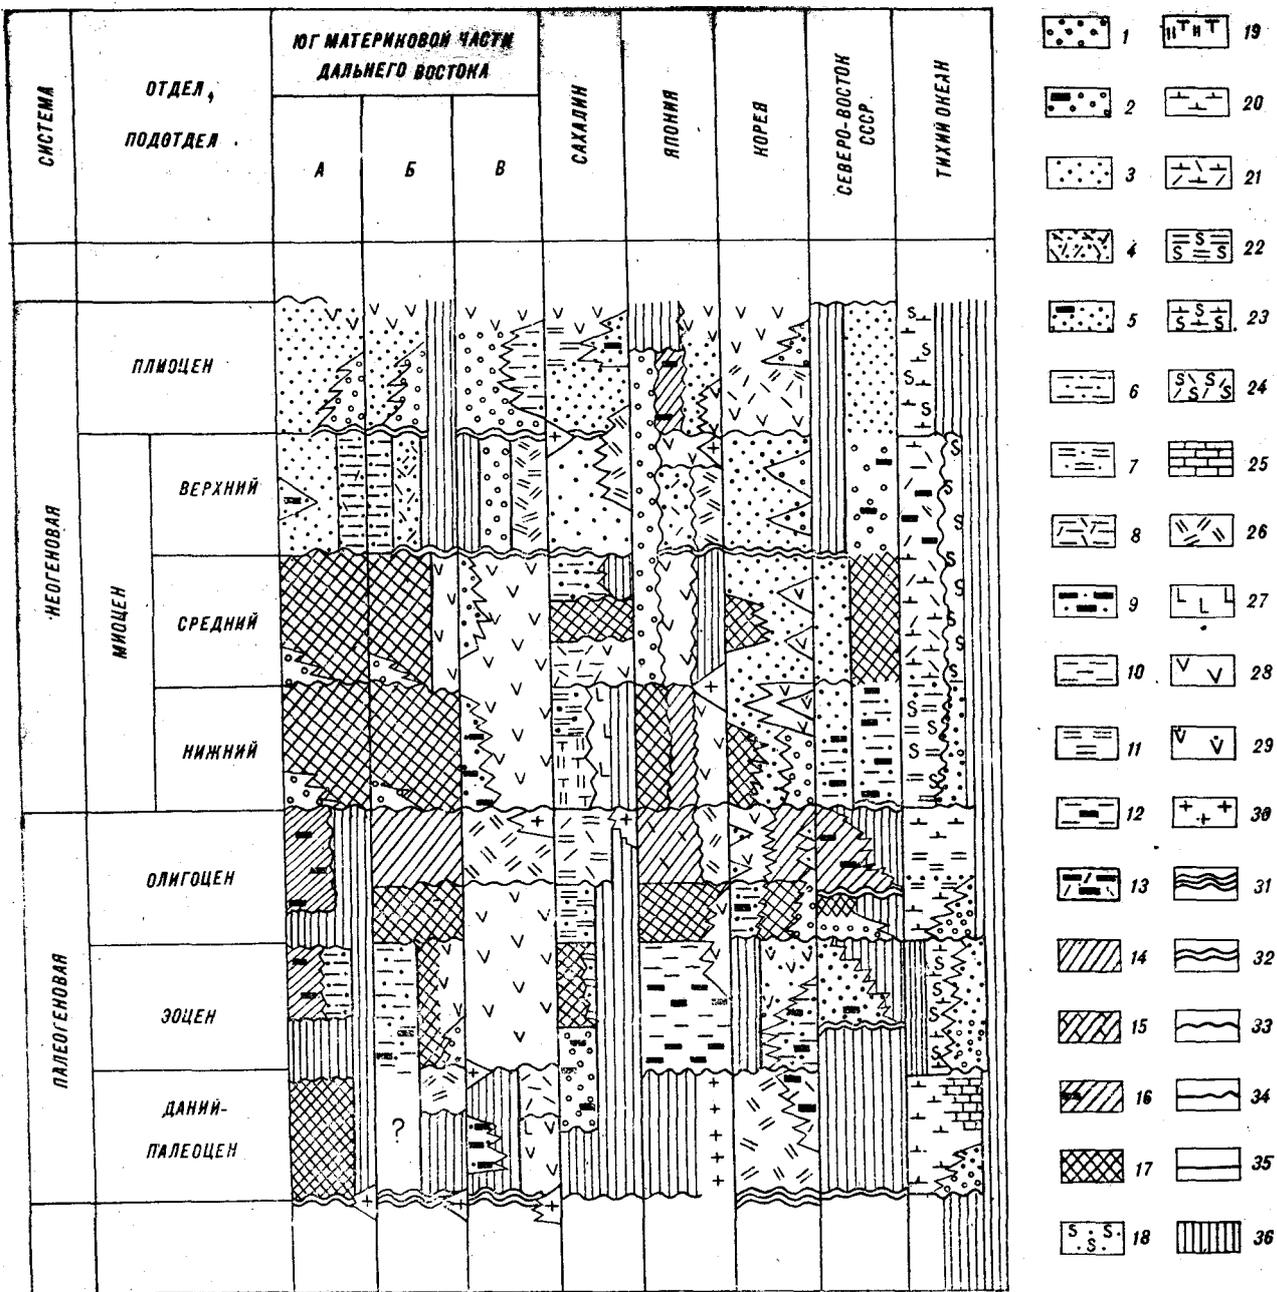 СИСТЕМА
ОТДЕЛ,
ПОДОТДЕЛ
ЮГ МАТЕРИКОВОЙ ЧАСТИ
ДАЛЬНЕГО ВОСТОКА
А
Б
В
САХАЛИН
ЯПОНИЯ
КОРЕЯ
СЕВЕРО-ВОСТОК
СССР
ТИХИЙ ОКЕАН
НЕОГЕНОВАЯ
ПЛИОЦЕН
МИОЦЕН
ВЕРХНИЙ
СРЕДНИЙ
НИЖНИЙ
ПАЛЕОГЕНОВАЯ
ОЛИГОЦЕН
ЭОЦЕН
ДАНИЙ-
ПАЛЕОЦЕН
?
1
2
3
4
5
6
7
8
9
10
11
12
13
14
15
16
17
18
19
20
21
22
23
24
25
26
27
28
29
30
31
32
33
34
35
36